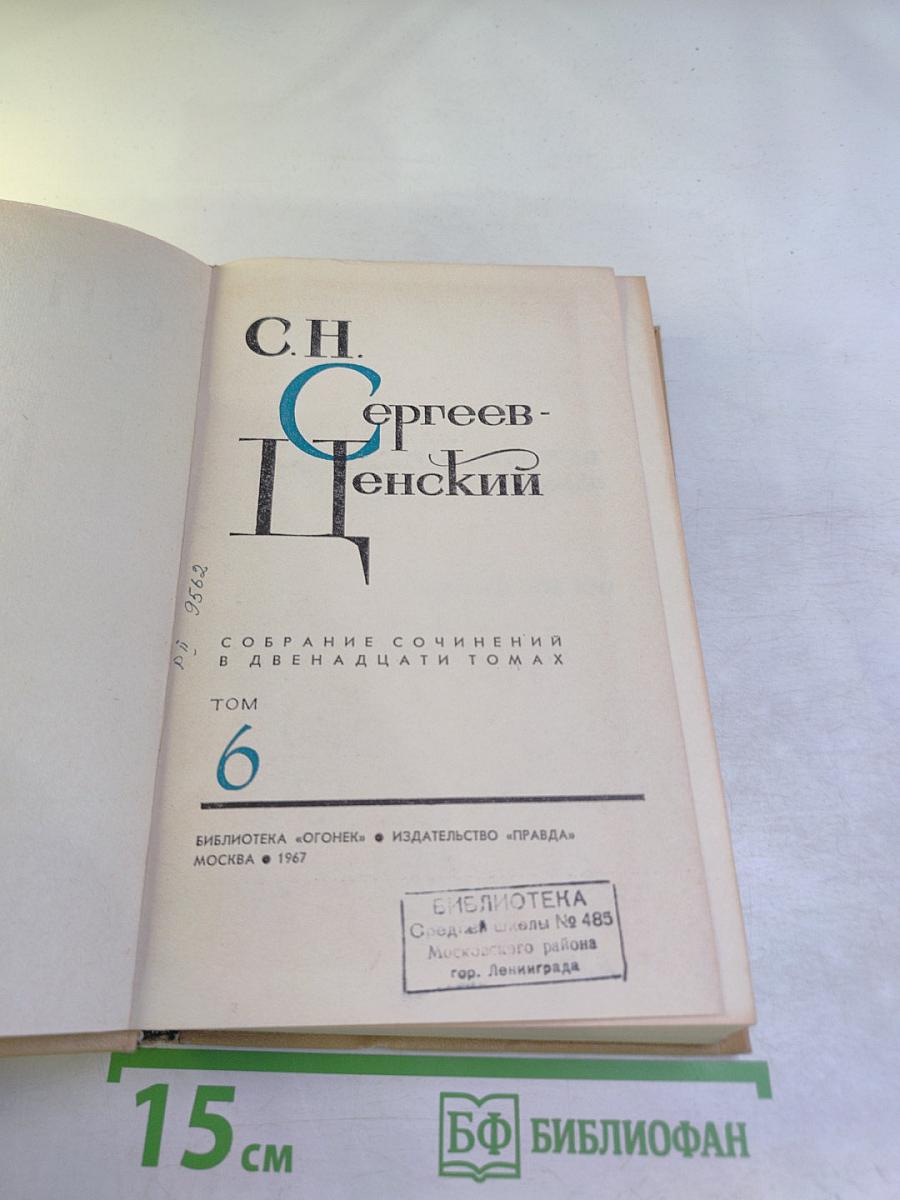 С. Н.
Сергеев-
Ценский
9562
СОБРАНИЕ СОЧИНЕНИЙ
В ДВЕНАДЦАТИ ТОМАХ
ТОМ
6
БИБЛИОТЕКА «ОГОНЕК» • ИЗДАТЕЛЬСТВО «ПРАВДА»
МОСКВА • 1967
БИБЛИОТЕКА
Средней школы № 485
Московского района
гор. Ленинграда
15 см
БФ БИБЛИОФАН